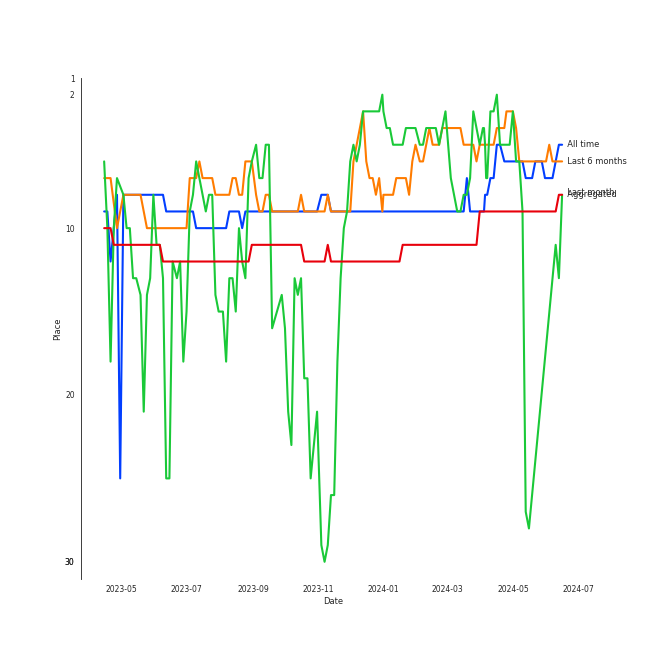 1
2
All time
Last 6 months
Last month
Aggregated
10
Place
20
30
2023-05
2023-07
2023-09
2023-11
2024-01
2024-03
2024-05
2024-07
Date